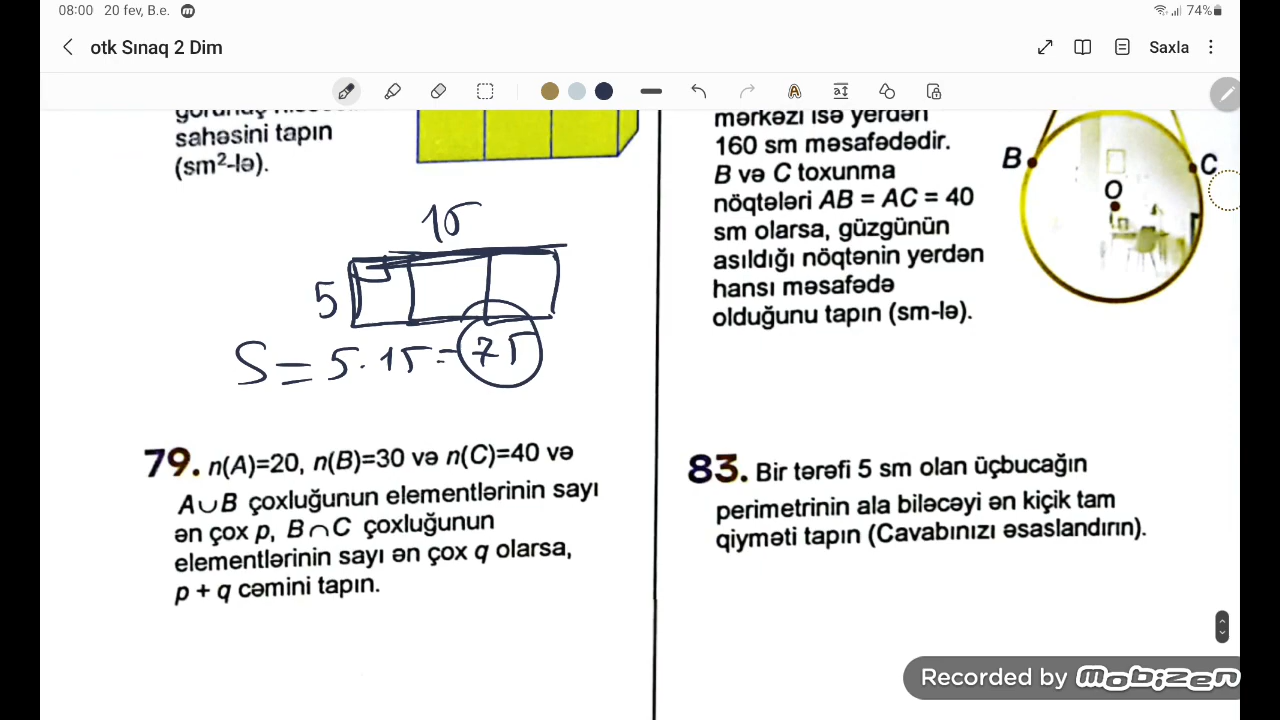 08:00 20 fev, B.e. m
74%
otk Sınaq 2 Dim
Saxla
sahəsini tapın
(sm²-lə).
15
5
S = 5 · 15 = 75
79. n(A)=20, n(B)=30 və n(C)=40 və
A∪B çoxluğunun elementlərinin sayı
ən çox p, B∩C çoxluğunun
elementlərinin sayı ən çox q olarsa,
p + q cəmini tapın.
mərkəzi isə yerdən
160 sm məsafədədir.
B və C toxunma
nöqtələri AB = AC = 40
sm olarsa, güzgünün
asıldığı nöqtənin yerdən
hansı məsafədə
olduğunu tapın (sm-lə).
B
C
O
83. Bir tərəfi 5 sm olan üçbucağın
perimetrinin ala biləcəyi ən kiçik tam
qiyməti tapın (Cavabınızı əsaslandırın).
Recorded by mobizen